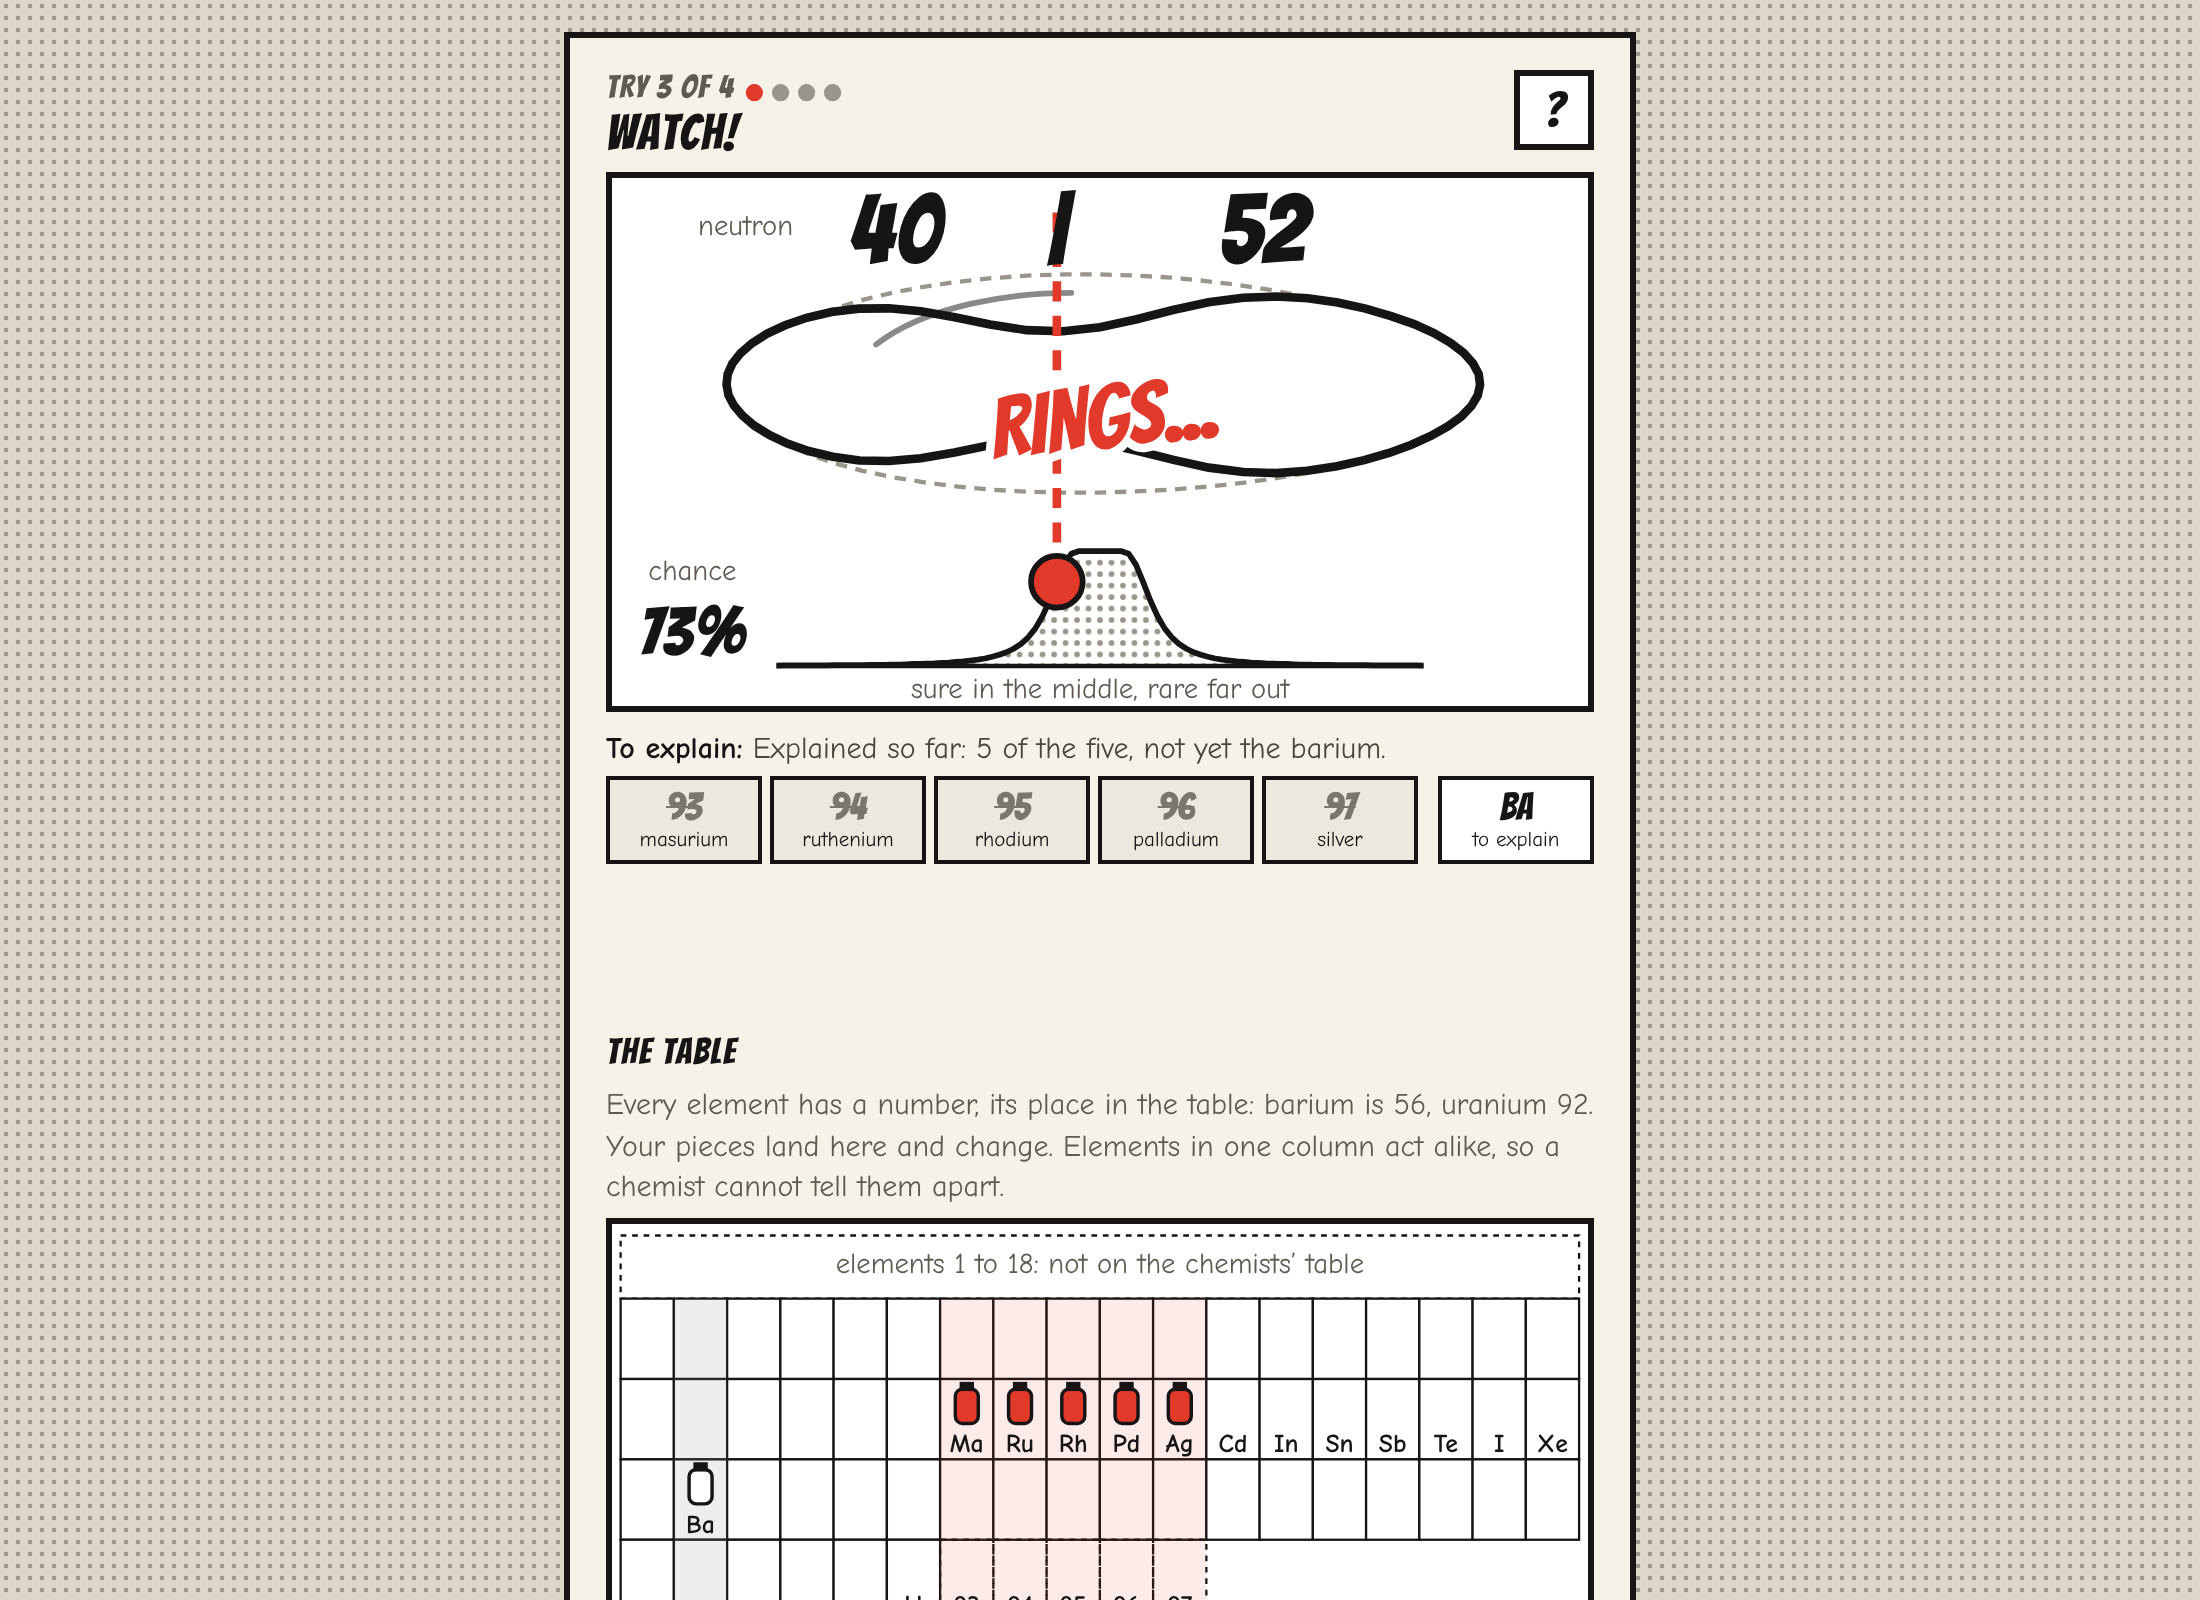 TRY 3 OF 4
WATCH!
?
neutron
40 | 52
RINGS...
chance
73%
sure in the middle, rare far out
To explain: Explained so far: 5 of the five, not yet the barium.
93 94 95 96 97 BA
masurium ruthenium rhodium palladium silver to explain
THE TABLE
Every element has a number, its place in the table: barium is 56, uranium 92.
Your pieces land here and change. Elements in one column act alike, so a
chemist cannot tell them apart.
elements 1 to 18: not on the chemists’ table
Ma Ru Rh Pd Ag Cd In Sn Sb Te I Xe
Ba